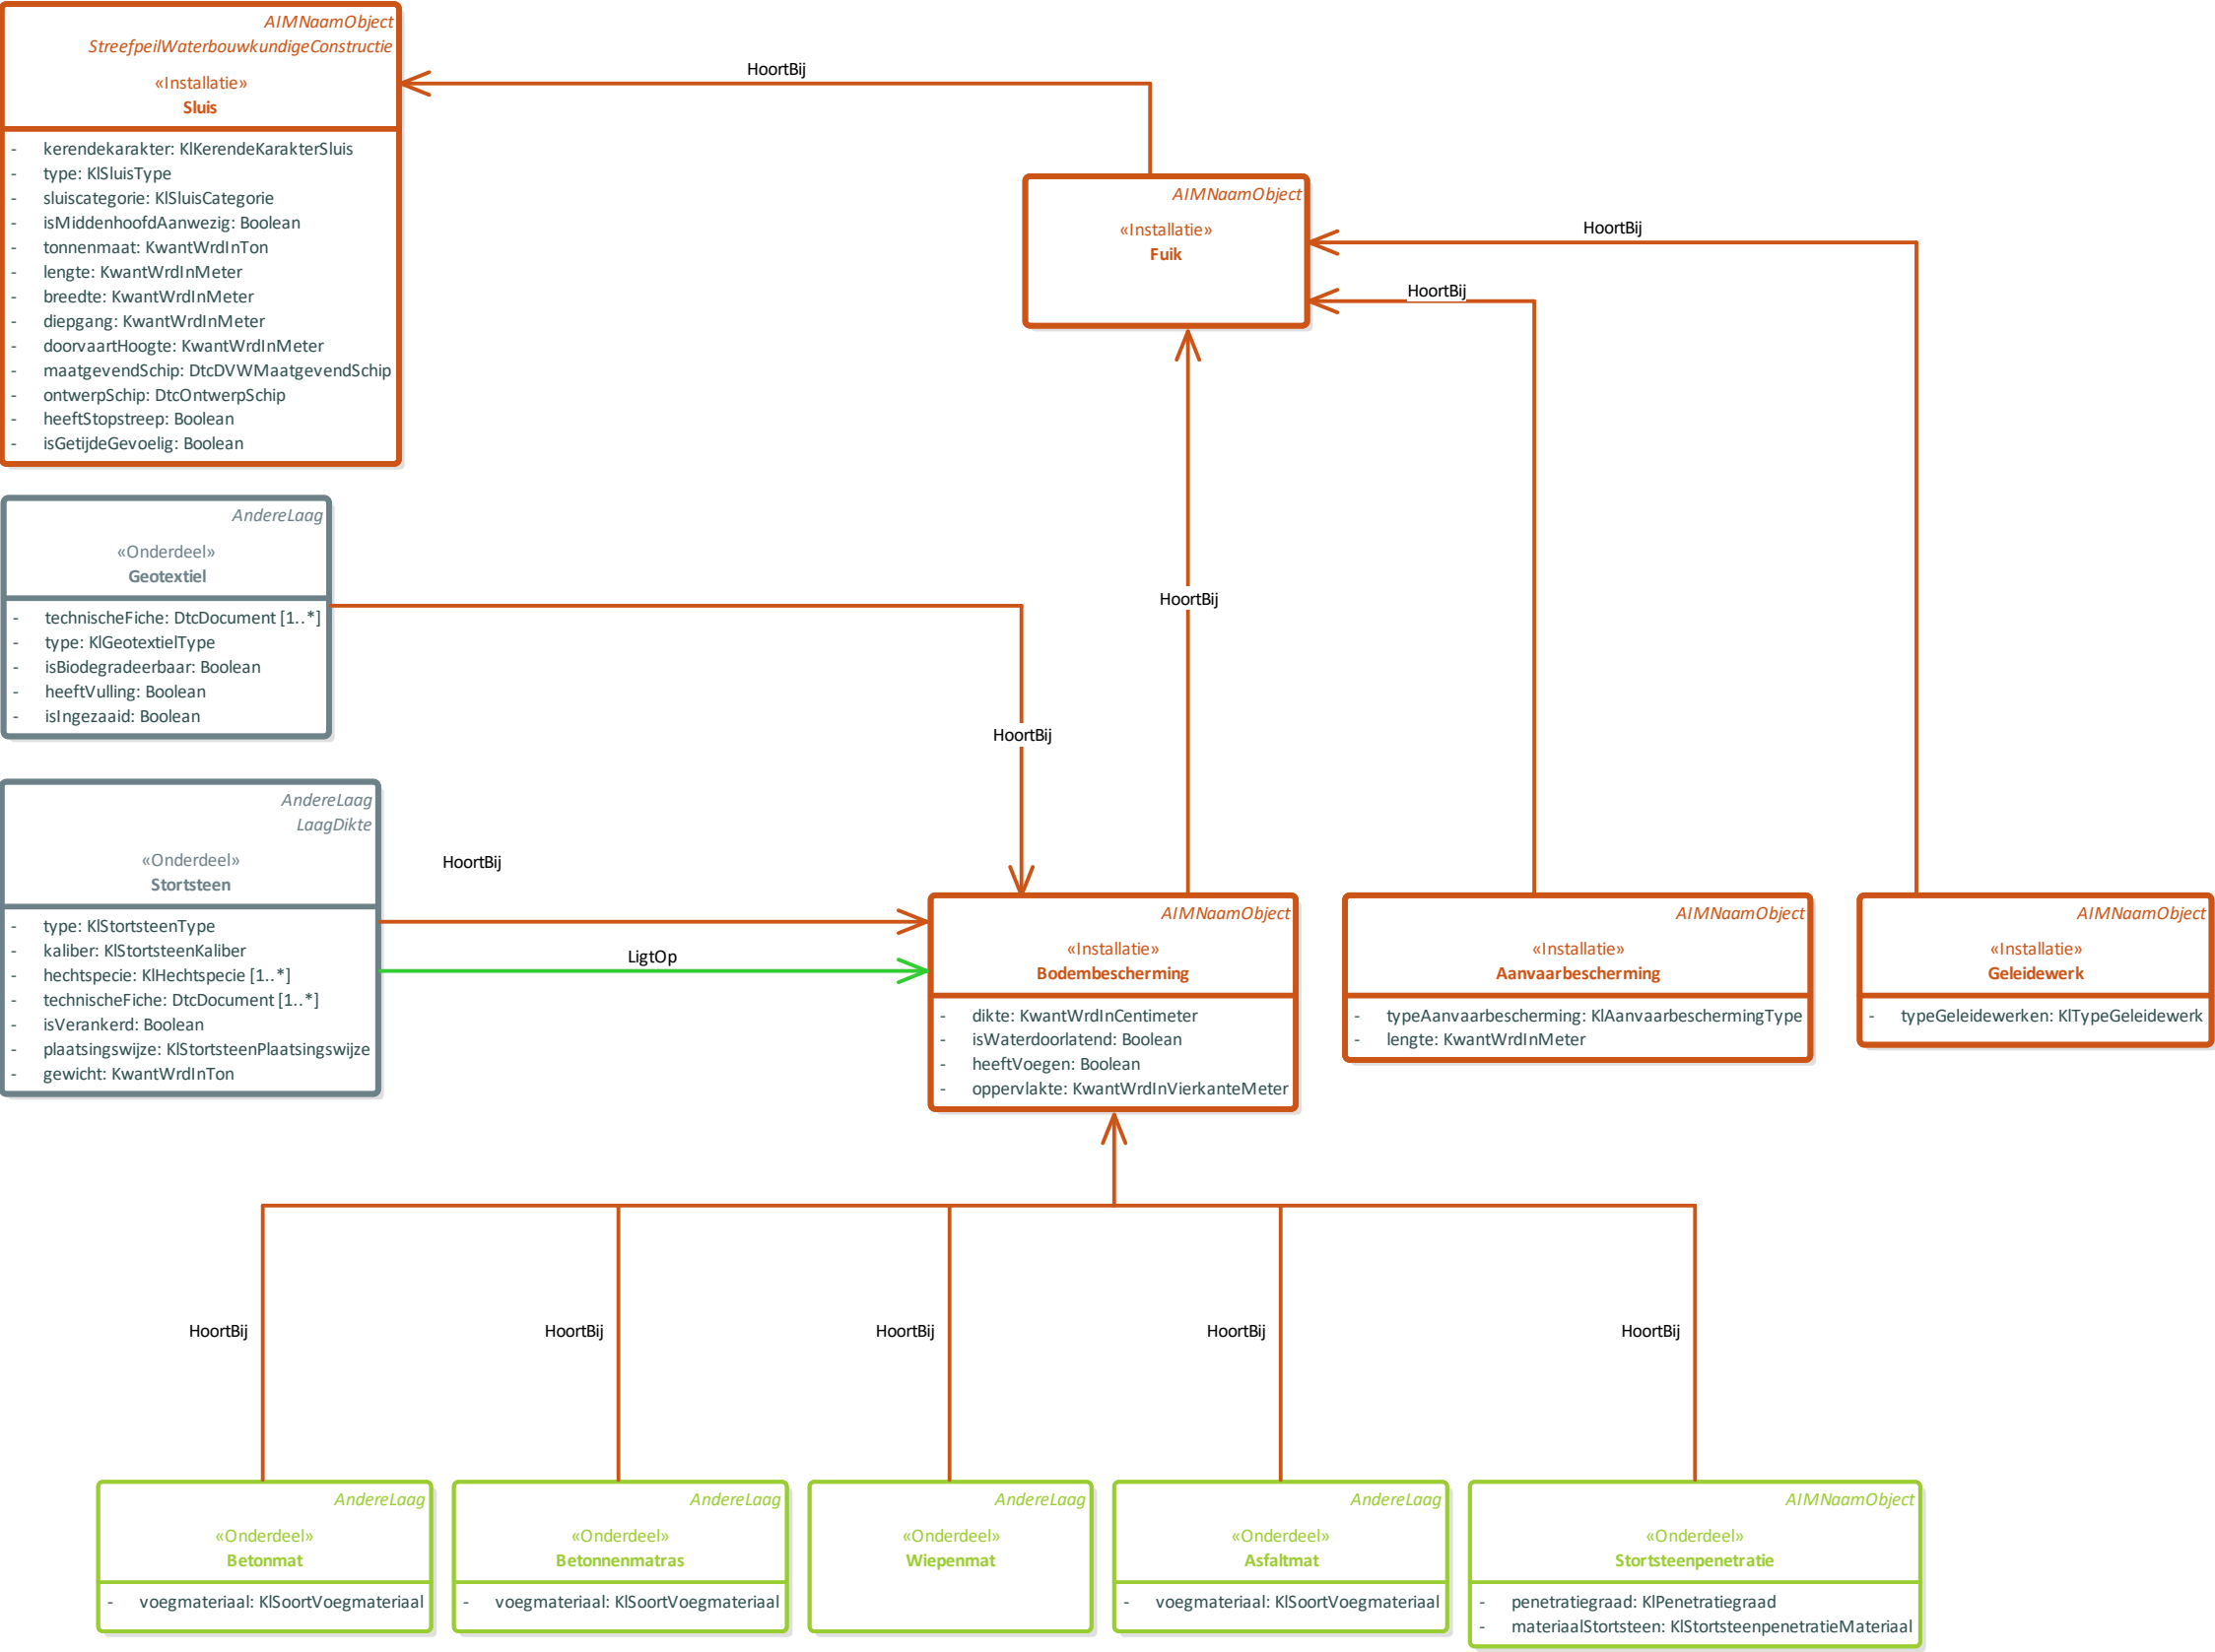 AIMNaamObject
StreefpeilWaterbouwkundigeConstructie
«Installatie»
Sluis
- kerendekarakter: KlKerendeKarakterSluis
- type: KlSluisType
- sluiscategorie: KlSluisCategorie
- isMiddenhoofdAanwezig: Boolean
- tonnenmaat: KwantWrdInTon
- lengte: KwantWrdInMeter
- breedte: KwantWrdInMeter
- diepgang: KwantWrdInMeter
- doorvaartHoogte: KwantWrdInMeter
- maatgevendSchip: DtcDVWMaatgevendSchip
- ontwerpSchip: DtcOntwerpSchip
- heeftStopstreep: Boolean
- isGetijdeGevoelig: Boolean
HoortBij
AIMNaamObject
«Installatie»
Fuik
HoortBij
HoortBij
AndereLaag
«Onderdeel»
Geotextiel
- technischeFiche: DtcDocument [1..*]
- type: KlGeotextielType
- isBiodegradeerbaar: Boolean
- heeftVulling: Boolean
- isIngezaaid: Boolean
HoortBij
HoortBij
AndereLaag
LaagDikte
«Onderdeel»
Stortsteen
- type: KlStortsteenType
- kaliber: KlStortsteenKaliber
- hechtspecie: KlHechtspecie [1..*]
- technischeFiche: DtcDocument [1..*]
- isVerankerd: Boolean
- plaatsingswijze: KlStortsteenPlaatsingswijze
- gewicht: KwantWrdInTon
HoortBij
LigtOp
AIMNaamObject
«Installatie»
Bodembescherming
- dikte: KwantWrdInCentimeter
- isWaterdoorlatend: Boolean
- heeftVoegen: Boolean
- oppervlakte: KwantWrdInVierkanteMeter
AIMNaamObject
«Installatie»
Aanvaarbescherming
- typeAanvaarbescherming: KlAanvaarbeschermingType
- lengte: KwantWrdInMeter
AIMNaamObject
«Installatie»
Geleidewerk
- typeGeleidewerken: KlTypeGeleidewerk
HoortBij
HoortBij
HoortBij
HoortBij
HoortBij
AndereLaag
«Onderdeel»
Betonmat
- voegmateriaal: KlSoortVoegmateriaal
AndereLaag
«Onderdeel»
Betonnenmatras
- voegmateriaal: KlSoortVoegmateriaal
AndereLaag
«Onderdeel»
Wiepenmat
AndereLaag
«Onderdeel»
Asfaltmat
- voegmateriaal: KlSoortVoegmateriaal
AIMNaamObject
«Onderdeel»
Stortsteenpenetratie
- penetratiegraad: KlPenetratiegraad
- materiaalStortsteen: KlStortsteenpenetratieMateriaal